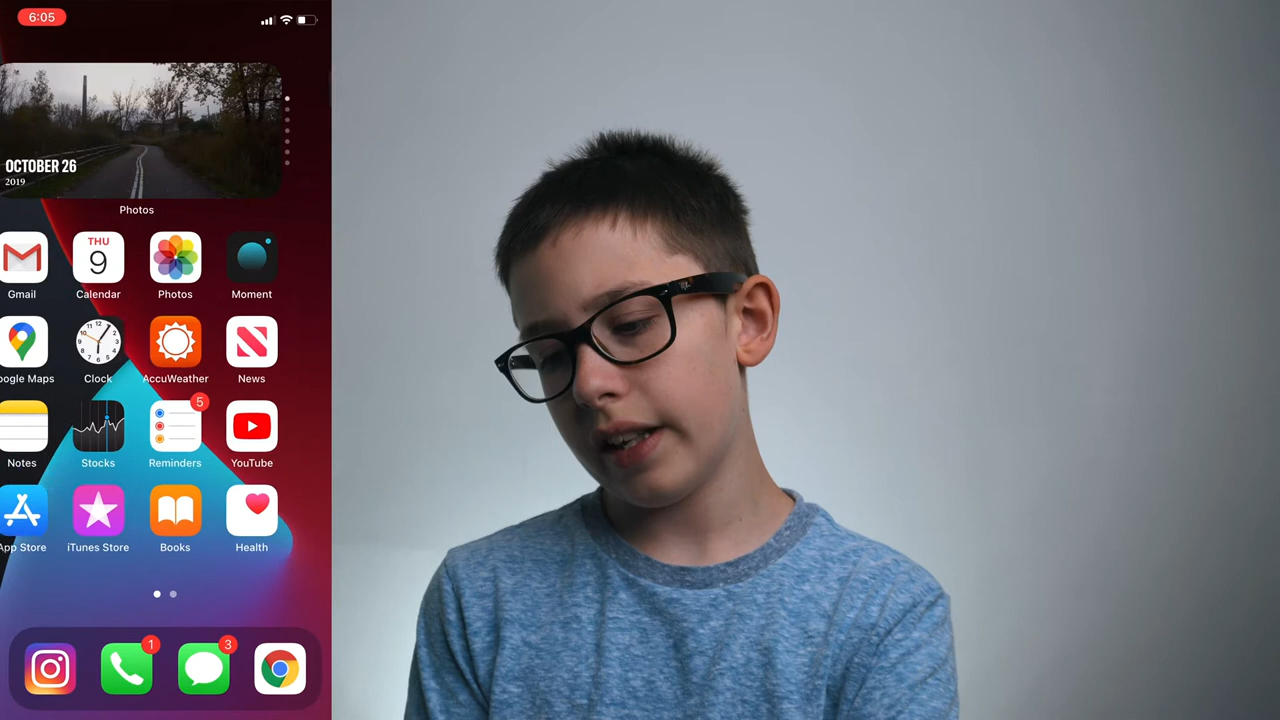 6:05
OCTOBER 26
2019
Photos
THU
9
Gmail
Calendar
Photos
Moment
oogle Maps
Clock
AccuWeather
News
5
Notes
Stocks
Reminders
YouTube
App Store
iTunes Store
Books
Health
1
3